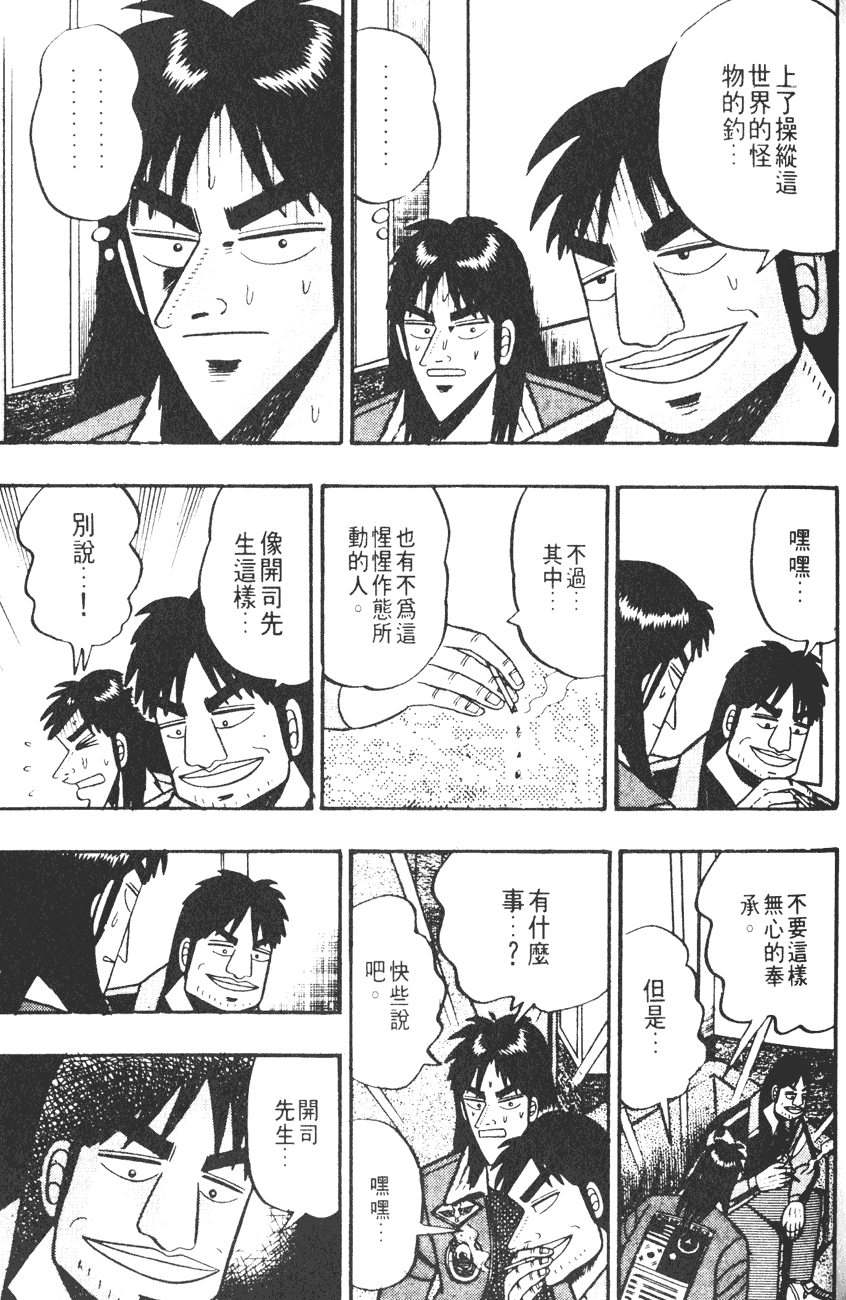 上了操縱這
世界的怪
物的釣…
………
………
………
嘿嘿…
不過…
其中…
也有不為這
惺惺作態所
動的人。
像開司先
生這樣…
別說…！
不要這樣
無心的奉
承。
但是…
有什麼
事…？
快些說
吧。
嘿嘿…
開司
先生…